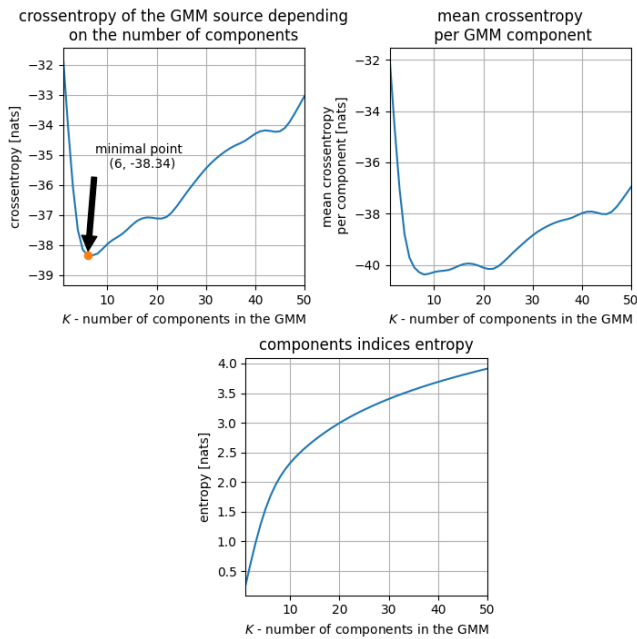 crossentropy of the GMM source depending
on the number of components
−32
−33
−34
−35
−36
−37
−38
−39
crossentropy [nats]
minimal point
(6, -38.34)
10
20
30
40
50
K - number of components in the GMM
mean crossentropy
per GMM component
−32
−34
−36
−38
−40
mean crossentropy
per component [nats]
10
20
30
40
50
K - number of components in the GMM
components indices entropy
4.0
3.5
3.0
2.5
2.0
1.5
1.0
0.5
entropy [nats]
10
20
30
40
50
K - number of components in the GMM